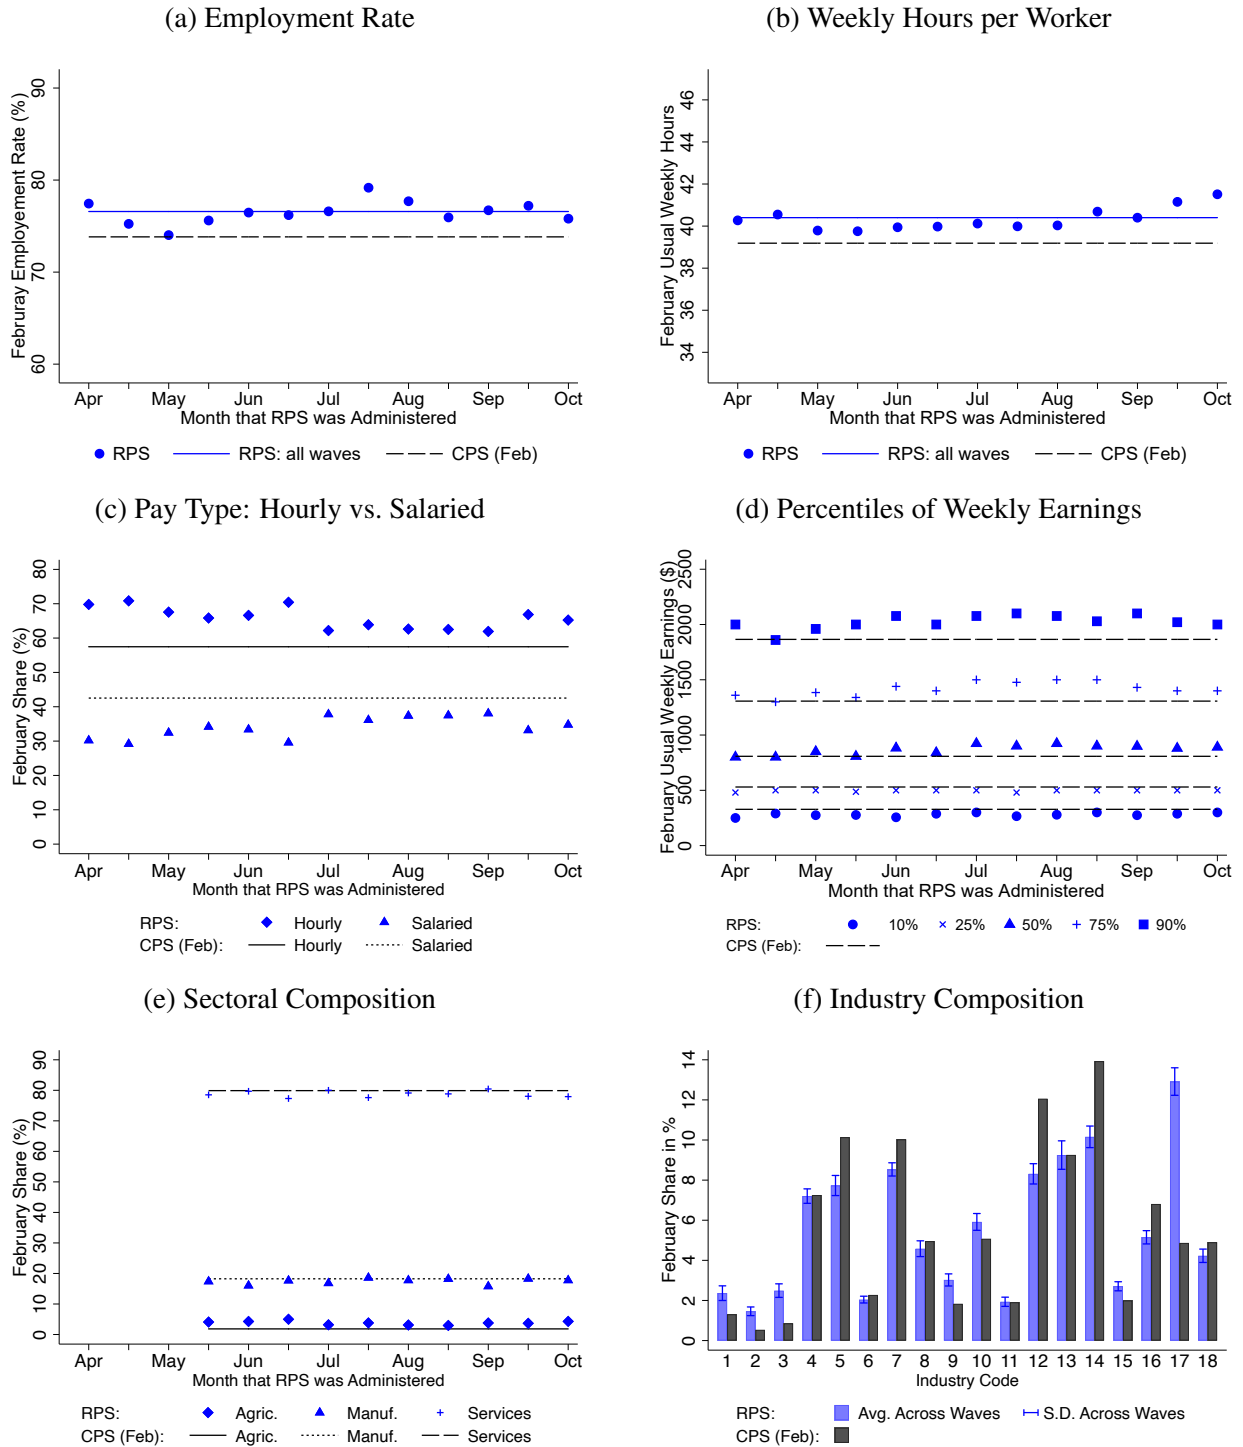 (a) Employment Rate
Februray Employement Rate (%)
90
80
70
60
Apr May Jun Jul Aug Sep Oct
Month that RPS was Administered
RPS RPS: all waves CPS (Feb)
(b) Weekly Hours per Worker
February Usual Weekly Hours
46
44
42
40
38
36
34
Apr May Jun Jul Aug Sep Oct
Month that RPS was Administered
RPS RPS: all waves CPS (Feb)
(c) Pay Type: Hourly vs. Salaried
February Share (%)
80
70
60
50
40
30
20
10
0
Apr May Jun Jul Aug Sep Oct
Month that RPS was Administered
RPS: Hourly Salaried
CPS (Feb): Hourly Salaried
(d) Percentiles of Weekly Earnings
February Usual Weekly Earnings ($)
2500
2000
1500
1000
500
0
Apr May Jun Jul Aug Sep Oct
Month that RPS was Administered
RPS: 10% 25% 50% 75% 90%
CPS (Feb):
(e) Sectoral Composition
February Share (%)
90
80
70
60
50
40
30
20
10
0
Apr May Jun Jul Aug Sep Oct
Month that RPS was Administered
RPS: Agric. Manuf. Services
CPS (Feb): Agric. Manuf. Services
(f) Industry Composition
February Share in %
14
12
10
8
6
4
2
0
1 2 3 4 5 6 7 8 9 10 11 12 13 14 15 16 17 18
Industry Code
RPS: Avg. Across Waves S.D. Across Waves
CPS (Feb):